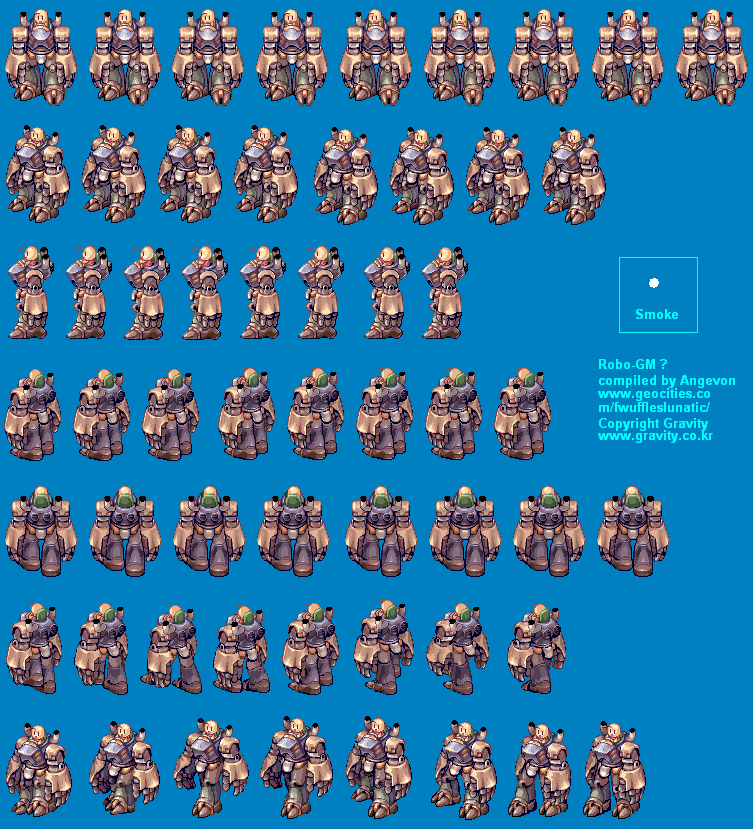 Smoke
Robo-GM ?
compiled by Angevon
www.geocities.co
m/fwuffleslunatic/
Copyright Gravity
www.gravity.co.kr